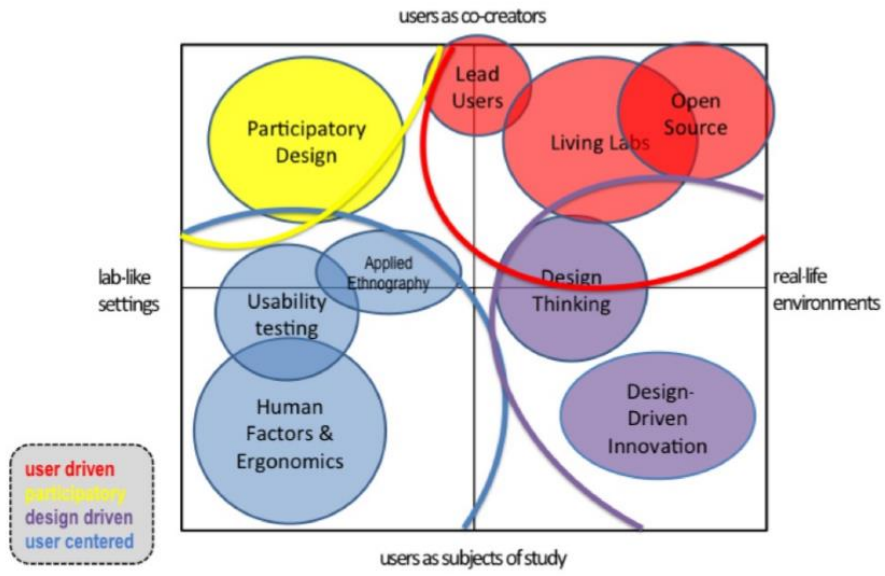 users as co-creators
Lead
Users
Participatory
Design
Living Labs
Open
Source
lab-like
settings
Applied
Ethnography
Usability
testing
Design
Thinking
real-life
environments
Human
Factors &
Ergonomics
Design-
Driven
Innovation
user driven
participatory
design driven
user centered
users as subjects of study